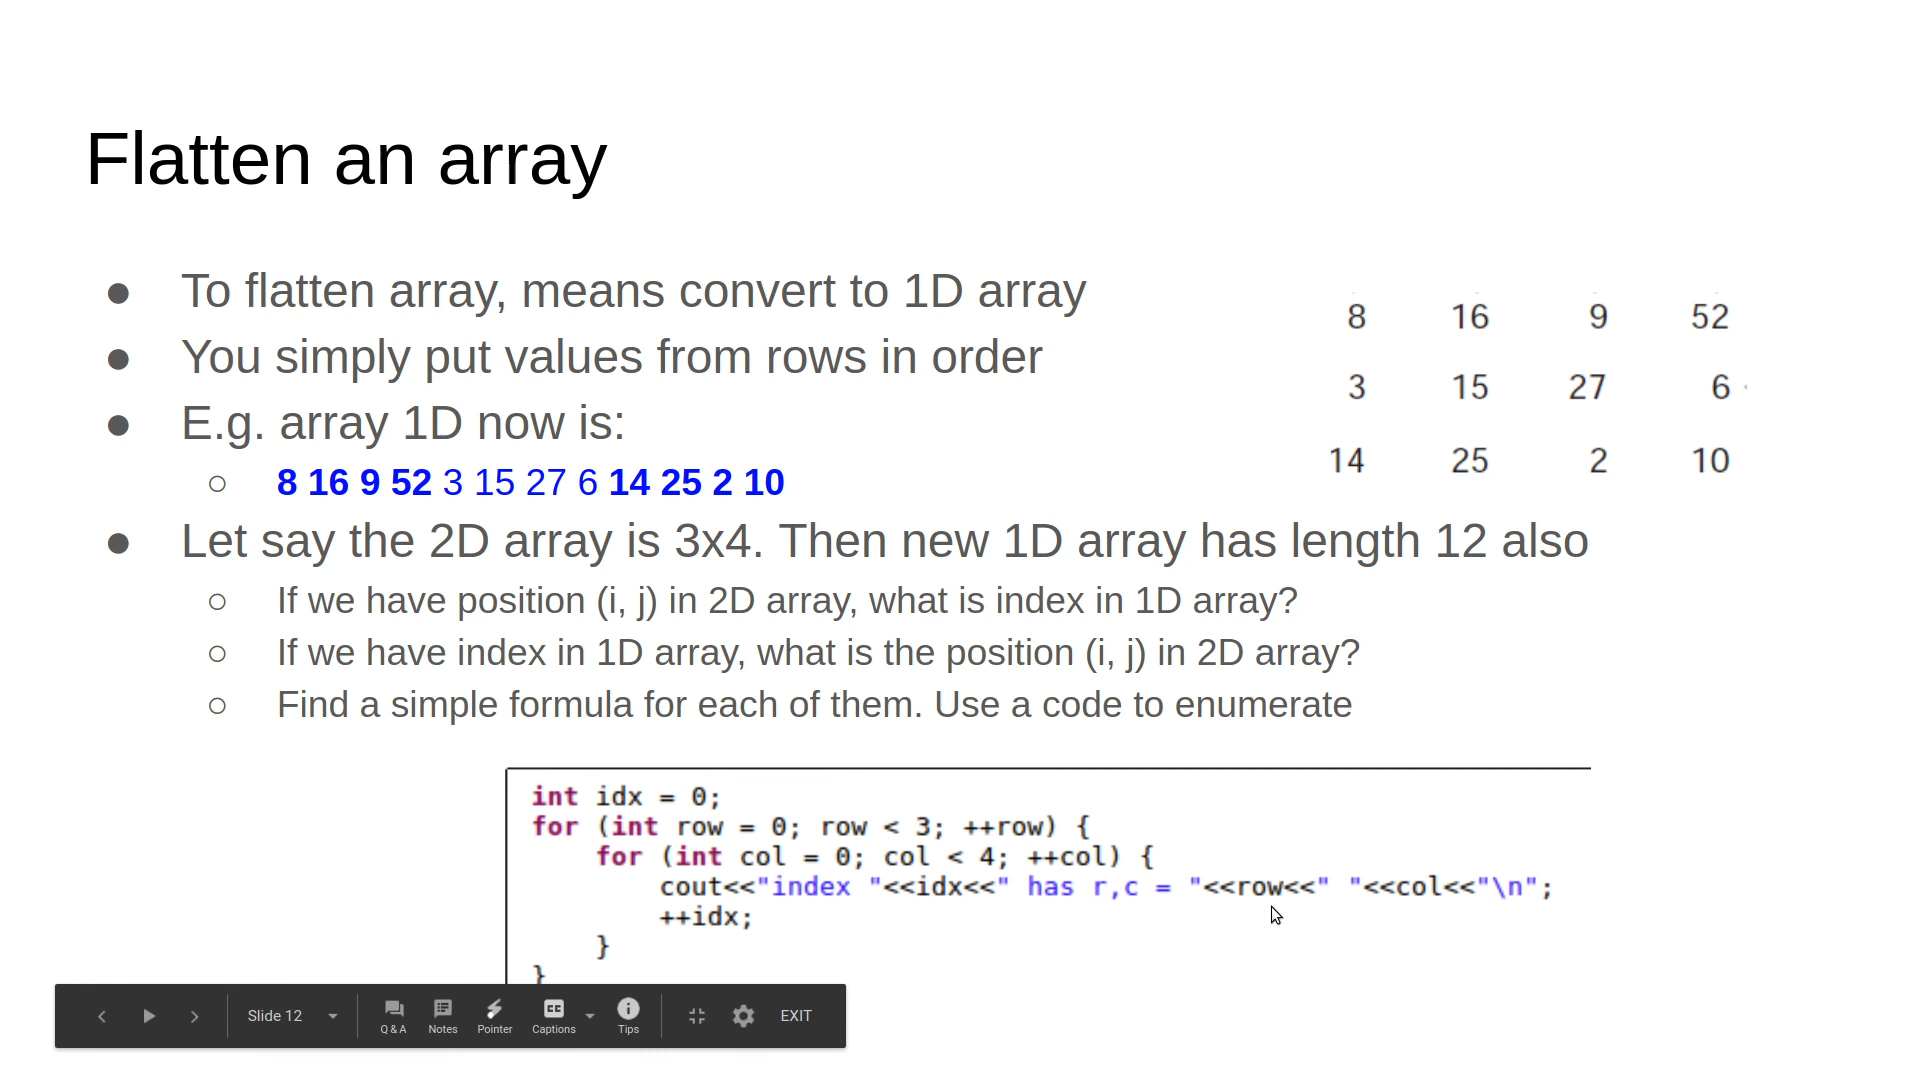 Flatten an array
● To flatten array, means convert to 1D array
● You simply put values from rows in order
● E.g. array 1D now is:
○ 8 16 9 52 3 15 27 6 14 25 2 10
8 16 9 52
3 15 27 6
14 25 2 10
● Let say the 2D array is 3x4. Then new 1D array has length 12 also
○ If we have position (i, j) in 2D array, what is index in 1D array?
○ If we have index in 1D array, what is the position (i, j) in 2D array?
○ Find a simple formula for each of them. Use a code to enumerate
int idx = 0;
for (int row = 0; row < 3; ++row) {
for (int col = 0; col < 4; ++col) {
cout<<"index "<<idx<<" has r,c = "<<row<<" "<<col<<"\n";
++idx;
}
}
Slide 12 Q & A Notes Pointer CC Captions Tips EXIT